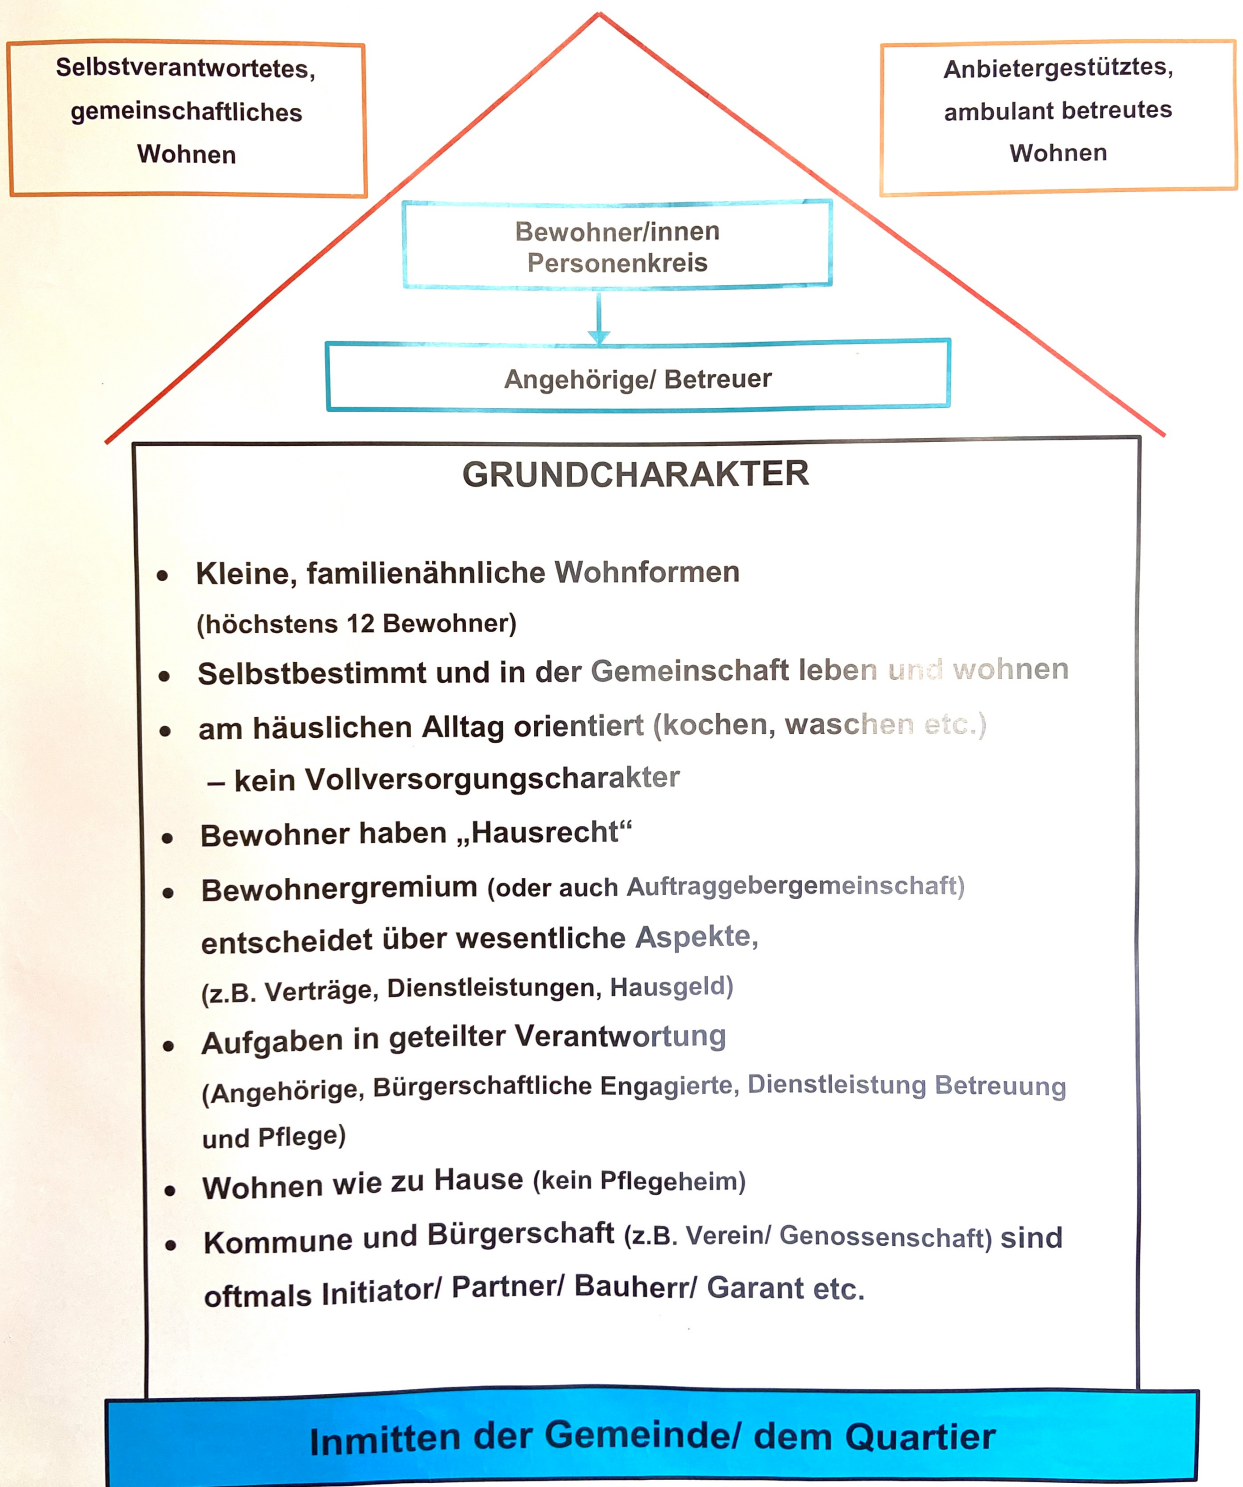 Selbstverantwortetes,
gemeinschaftliches
Wohnen
Anbietergestütztes,
ambulant betreutes
Wohnen
Bewohner/innen
Personenkreis
Angehörige/ Betreuer
GRUNDCHARAKTER
• Kleine, familienähnliche Wohnformen
(höchstens 12 Bewohner)
• Selbstbestimmt und in der Gemeinschaft leben und wohnen
• am häuslichen Alltag orientiert (kochen, waschen etc.)
– kein Vollversorgungscharakter
• Bewohner haben „Hausrecht“
• Bewohnergremium (oder auch Auftraggebergemeinschaft)
entscheidet über wesentliche Aspekte,
(z.B. Verträge, Dienstleistungen, Hausgeld)
• Aufgaben in geteilter Verantwortung
(Angehörige, Bürgerschaftliche Engagierte, Dienstleistung Betreuung
und Pflege)
• Wohnen wie zu Hause (kein Pflegeheim)
• Kommune und Bürgerschaft (z.B. Verein/ Genossenschaft) sind
oftmals Initiator/ Partner/ Bauherr/ Garant etc.
Inmitten der Gemeinde/ dem Quartier